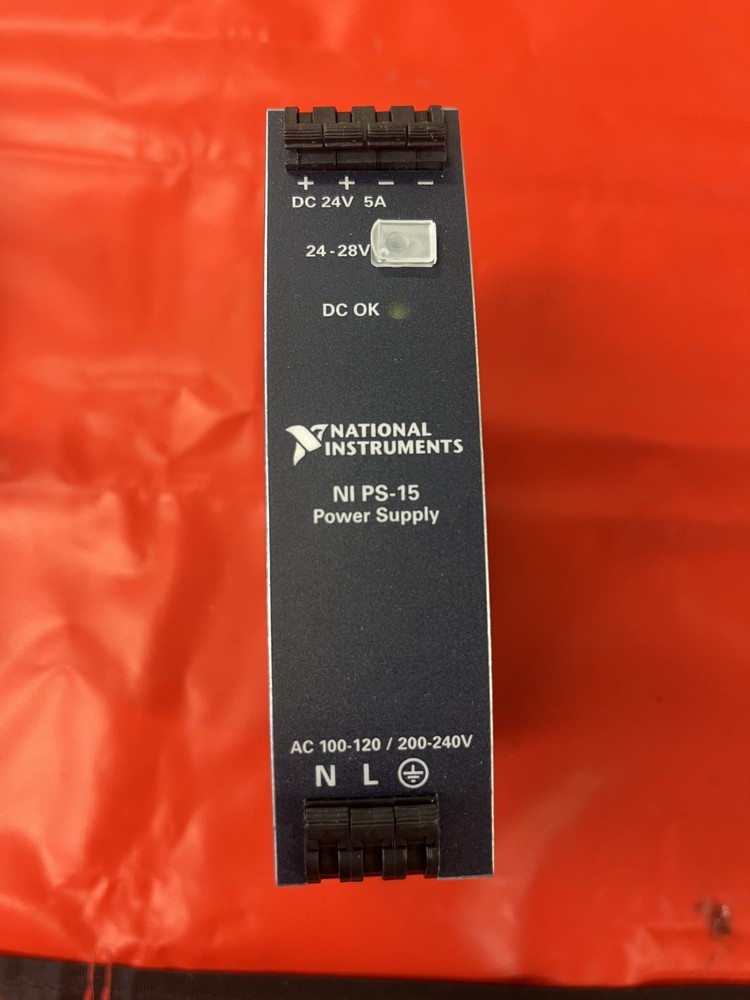 + + − −
DC 24V 5A
24-28V
DC OK
NATIONAL
INSTRUMENTS
NI PS-15
Power Supply
AC 100-120 / 200-240V
N L